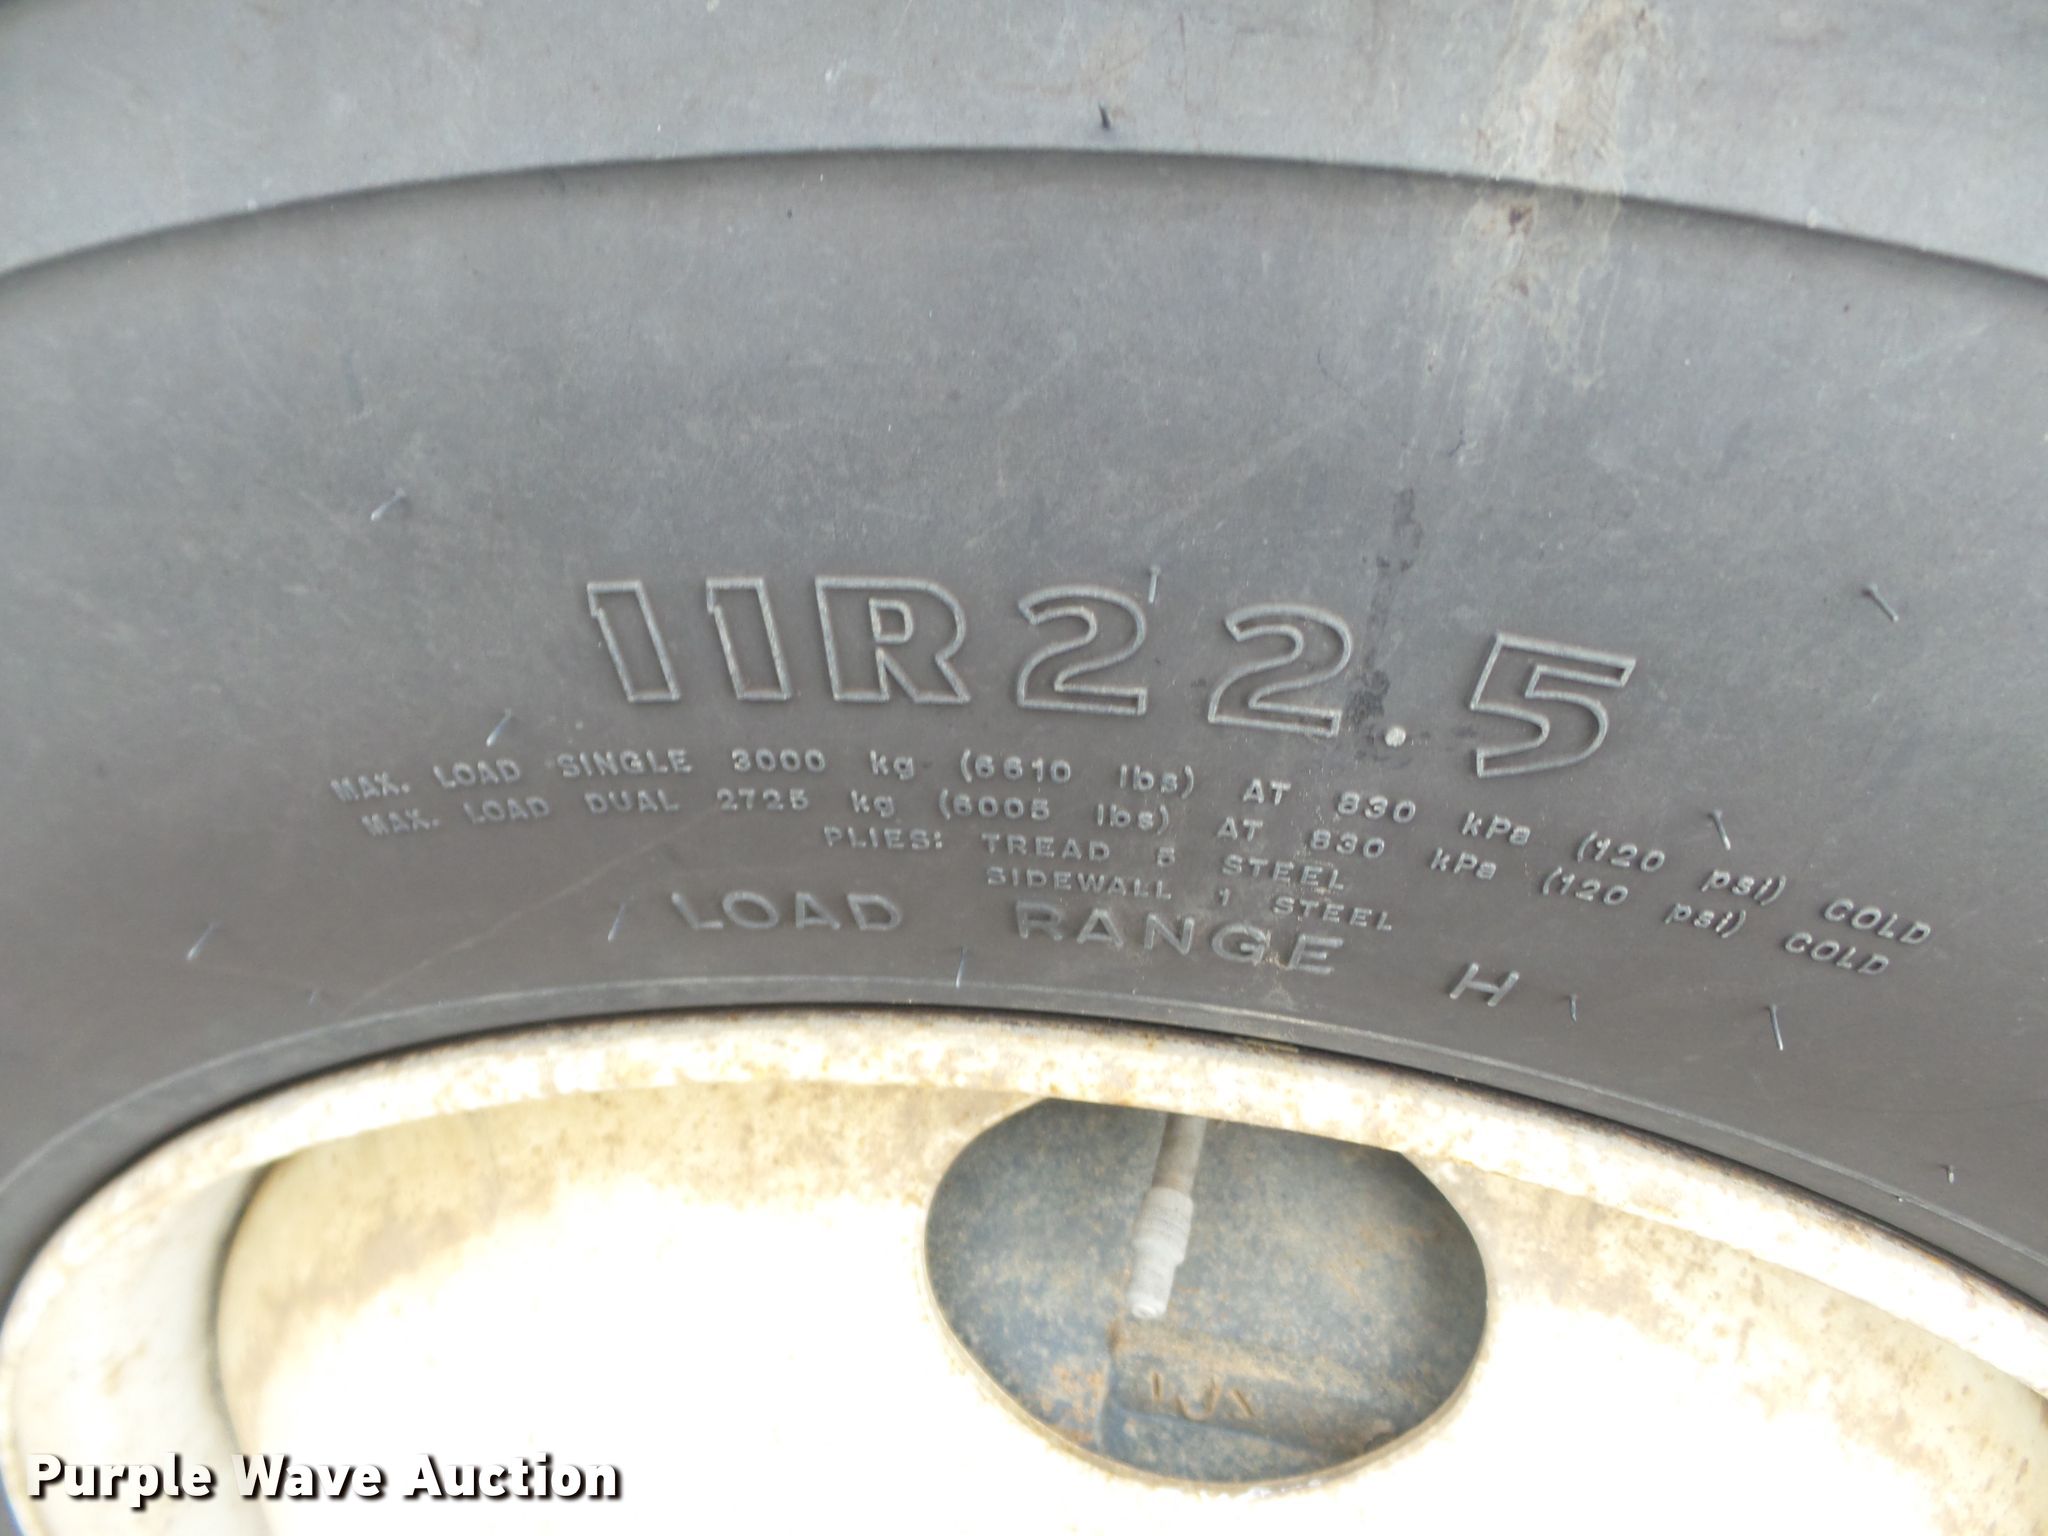 11R22.5
MAX. LOAD SINGLE 3000 kg (6610 lbs) AT 830 kPa (120 psi) COLD
MAX. LOAD DUAL 2725 kg (6005 lbs) AT 830 kPa (120 psi) COLD
PLIES: TREAD 5 STEEL
SIDEWALL 1 STEEL
LOAD RANGE H
Purple Wave Auction